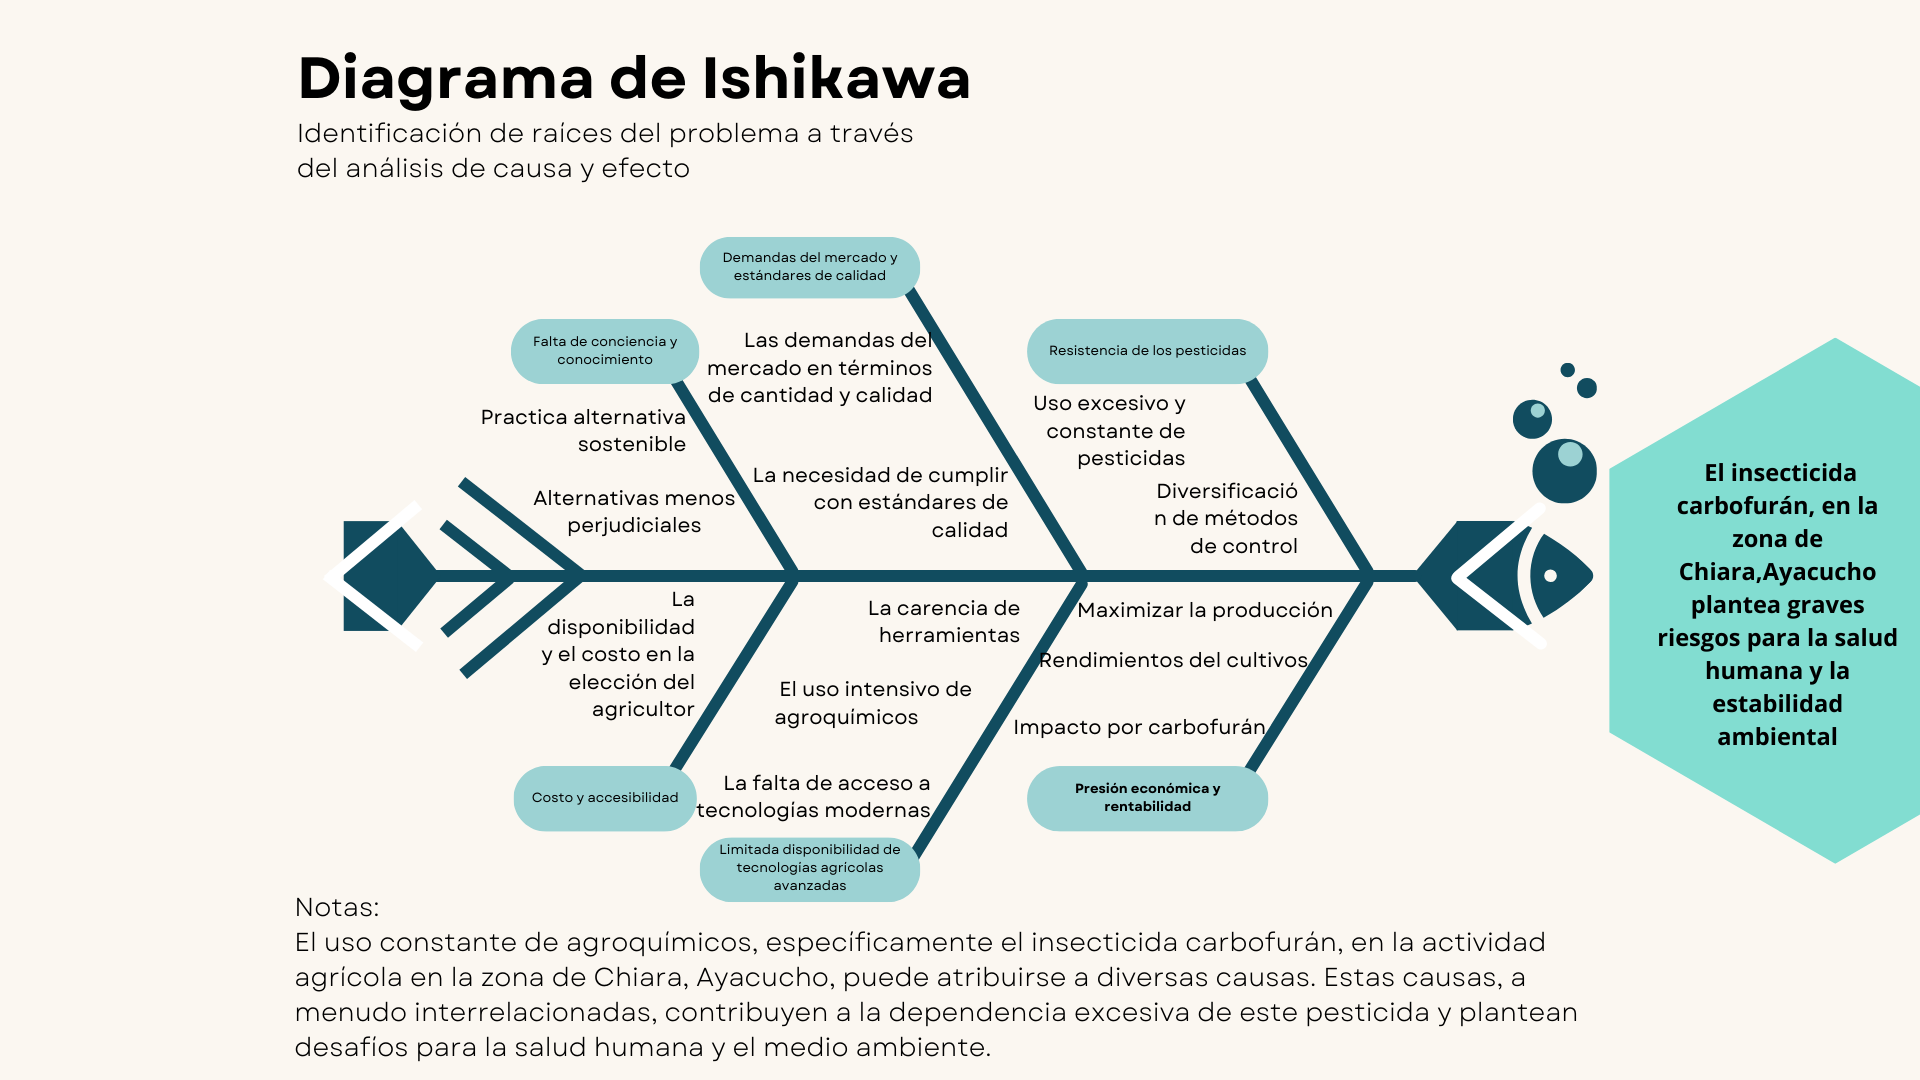 Diagrama de Ishikawa
Identificación de raíces del problema a través
del análisis de causa y efecto
Demandas del mercado y
estándares de calidad
Falta de conciencia y
conocimiento
Resistencia de los pesticidas
Las demandas del
mercado en términos
de cantidad y calidad
Practica alternativa
sostenible
Uso excesivo y
constante de
pesticidas
Alternativas menos
perjudiciales
La necesidad de cumplir
con estándares de
calidad
Diversificació
n de métodos
de control
El insecticida
carbofurán, en la
zona de
Chiara,Ayacucho
plantea graves
riesgos para la salud
humana y la
estabilidad
ambiental
La
disponibilidad
y el costo en la
elección del
agricultor
La carencia de
herramientas
El uso intensivo de
agroquímicos
La falta de acceso a
tecnologías modernas
Maximizar la producción
Rendimientos del cultivos
Impacto por carbofurán
Costo y accesibilidad
Presión económica y
rentabilidad
Limitada disponibilidad de
tecnologías agrícolas
avanzadas
Notas:
El uso constante de agroquímicos, específicamente el insecticida carbofurán, en la actividad
agrícola en la zona de Chiara, Ayacucho, puede atribuirse a diversas causas. Estas causas, a
menudo interrelacionadas, contribuyen a la dependencia excesiva de este pesticida y plantean
desafíos para la salud humana y el medio ambiente.